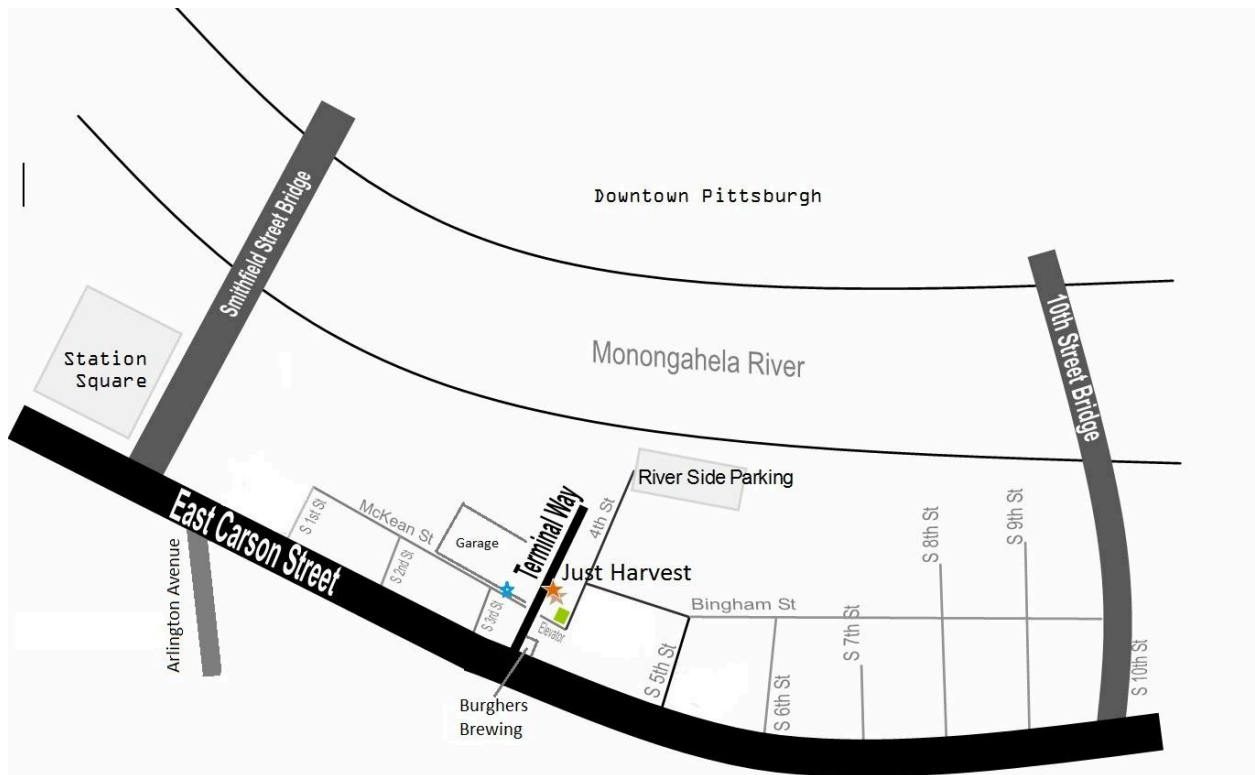 Downtown Pittsburgh
Smithfield Street Bridge
10th Street Bridge
Monongahela River
Station
Square
East Carson Street
Arlington Avenue
S 1st St
McKean St
S 2nd St
Garage
S 3rd St
Terminal Way
4th St
River Side Parking
Just Harvest
Elevator
Burghers
Brewing
Bingham St
S 5th St
S 6th St
S 7th St
S 8th St
S 9th St
S 10th St